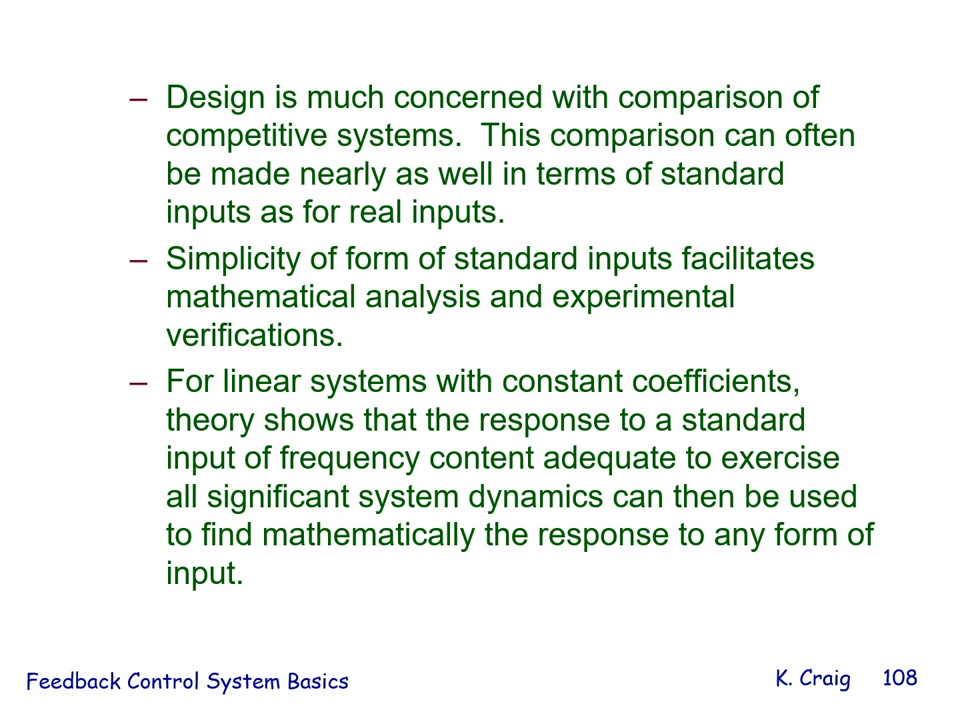 – Design is much concerned with comparison of
competitive systems.  This comparison can often
be made nearly as well in terms of standard
inputs as for real inputs.
– Simplicity of form of standard inputs facilitates
mathematical analysis and experimental
verifications.
– For linear systems with constant coefficients,
theory shows that the response to a standard
input of frequency content adequate to exercise
all significant system dynamics can then be used
to find mathematically the response to any form of
input.
Feedback Control System Basics
K. Craig 108